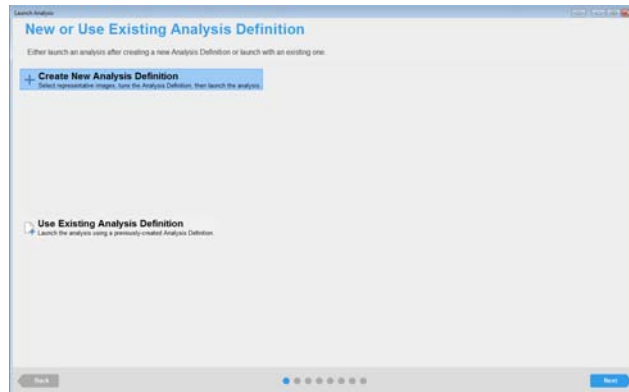 Launch Analysis
New or Use Existing Analysis Definition
Either launch an analysis after creating a new Analysis Definition or launch with an existing one.
Create New Analysis Definition
Select representative images, tune the Analysis Definition, then launch the analysis.
Use Existing Analysis Definition
Launch the analysis using a previously-created Analysis Definition.
Back
Next